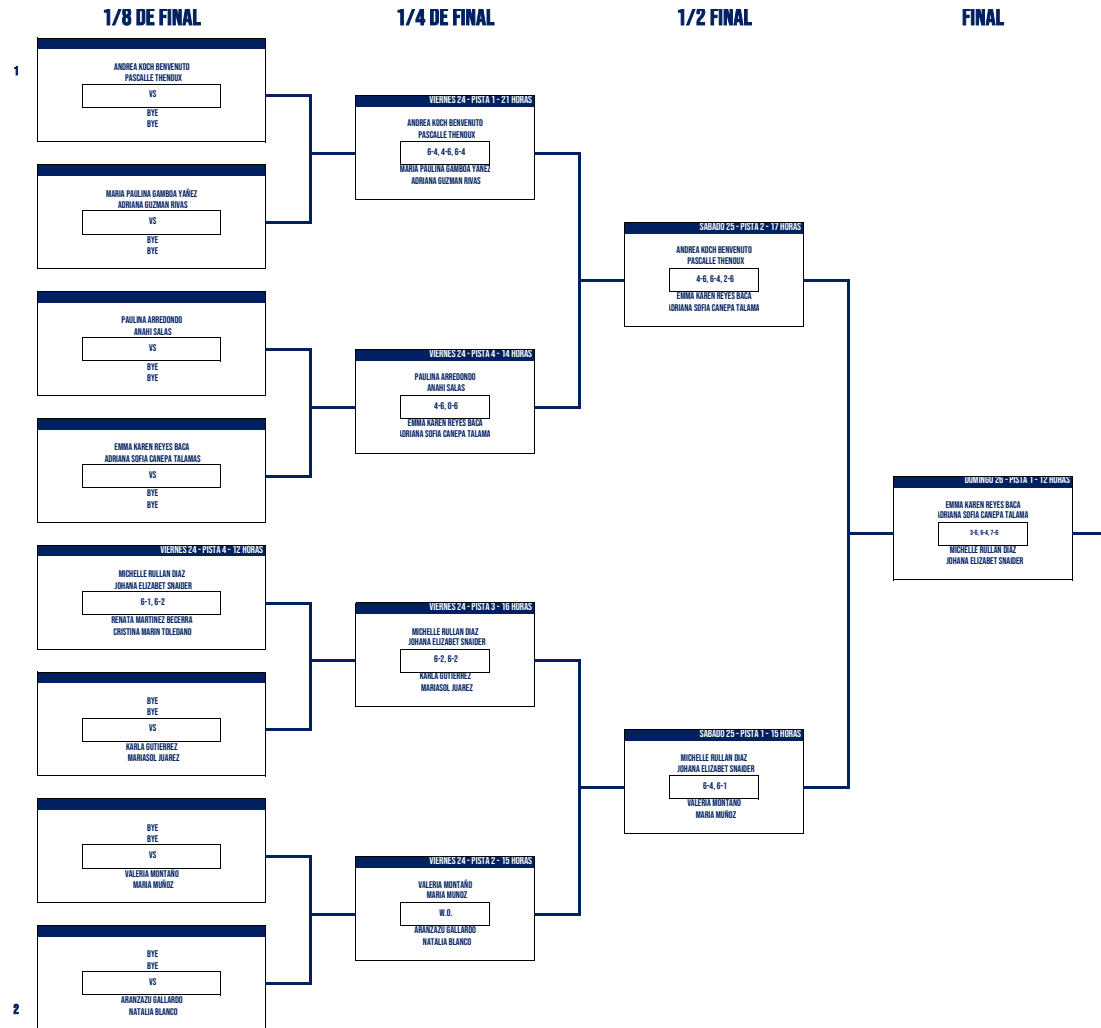 1/8 DE FINAL
1/4 DE FINAL
1/2 FINAL
FINAL
1
ANDREA KOCH BENVENUTO
PASCALLE THENOUX
VS
BYE
BYE
MARIA PAULINA GAMBOA YAÑEZ
ADRIANA GUZMAN RIVAS
VS
BYE
BYE
PAULINA ARREDONDO
ANAHI SALAS
VS
BYE
BYE
EMMA KAREN REYES BACA
ADRIANA SOFIA CANEPA TALAMAS
VS
BYE
BYE
VIERNES 24 - PISTA 4 - 12 HORAS
MICHELLE RULLAN DIAZ
JOHANA ELIZABET SNAIDER
6-1, 6-2
RENATA MARTINEZ BECERRA
CRISTINA MARIN TOLEDANO
BYE
BYE
VS
KARLA GUTIERREZ
MARIASOL JUAREZ
BYE
BYE
VS
VALERIA MONTAÑO
MARIA MUÑOZ
BYE
BYE
VS
ARANZAZU GALLARDO
NATALIA BLANCO
2
VIERNES 24 - PISTA 1 - 21 HORAS
ANDREA KOCH BENVENUTO
PASCALLE THENOUX
6-4, 4-6, 6-4
MARIA PAULINA GAMBOA YAÑEZ
ADRIANA GUZMAN RIVAS
VIERNES 24 - PISTA 4 - 14 HORAS
PAULINA ARREDONDO
ANAHI SALAS
4-6, 0-6
EMMA KAREN REYES BACA
ADRIANA SOFIA CANEPA TALAMA
VIERNES 24 - PISTA 3 - 16 HORAS
MICHELLE RULLAN DIAZ
JOHANA ELIZABET SNAIDER
6-2, 6-2
KARLA GUTIERREZ
MARIASOL JUAREZ
VIERNES 24 - PISTA 2 - 15 HORAS
VALERIA MONTAÑO
MARIA MUÑOZ
W.O.
ARANZAZU GALLARDO
NATALIA BLANCO
SABADO 25 - PISTA 2 - 17 HORAS
ANDREA KOCH BENVENUTO
PASCALLE THENOUX
4-6, 6-4, 2-6
EMMA KAREN REYES BACA
ADRIANA SOFIA CANEPA TALAMA
SABADO 25 - PISTA 1 - 15 HORAS
MICHELLE RULLAN DIAZ
JOHANA ELIZABET SNAIDER
6-4, 6-1
VALERIA MONTAÑO
MARIA MUÑOZ
DOMINGO 26 - PISTA 1 - 12 HORAS
EMMA KAREN REYES BACA
ADRIANA SOFIA CANEPA TALAMA
3-6, 6-4, 7-6
MICHELLE RULLAN DIAZ
JOHANA ELIZABET SNAIDER